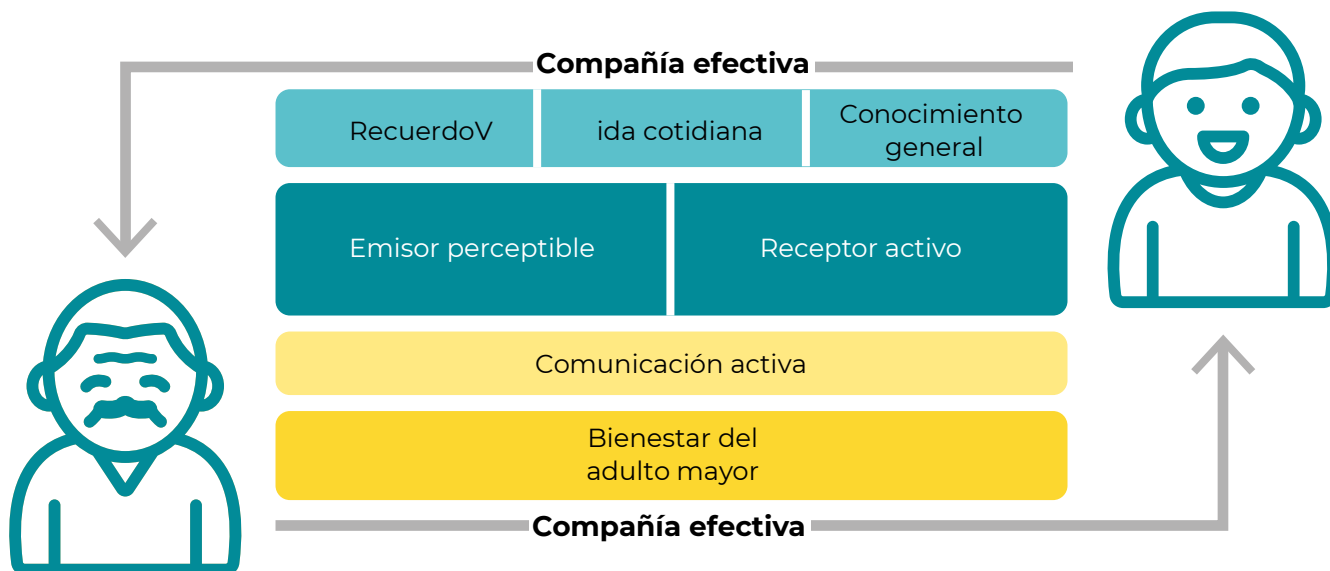 Compañía efectiva
RecuerdoV
ida cotidiana
Conocimiento
general
Emisor perceptible
Receptor activo
Comunicación activa
Bienestar del
adulto mayor
Compañía efectiva